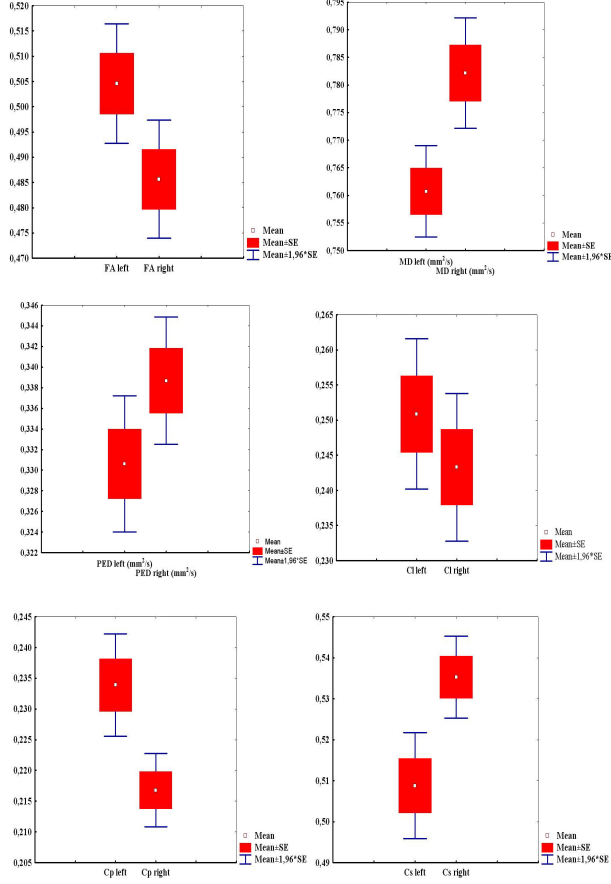 0,520
0,515
0,510
0,505
0,500
0,495
0,490
0,485
0,480
0,475
0,470
FA left FA right
Mean
Mean±SE
Mean±1,96*SE
0,795
0,790
0,785
0,780
0,775
0,770
0,765
0,760
0,755
0,750
MD left (mm²/s)
MD right (mm²/s)
Mean
Mean±SE
Mean±1,96*SE
0,346
0,344
0,340
0,338
0,336
0,332
0,330
0,328
0,324
0,322
PED left (mm²/s)
PED right (mm²/s)
Mean
Mean±SE
Mean±1,96*SE
0,265
0,260
0,255
0,250
0,245
0,240
0,235
0,230
Cl left Cl right
Mean
Mean±SE
Mean±1,96*SE
0,245
0,240
0,235
0,230
0,225
0,220
0,215
0,210
0,205
Cp left Cp right
Mean
Mean±SE
Mean±1,96*SE
0,55
0,54
0,53
0,52
0,51
0,50
0,49
Cs left Cs right
Mean
Mean±SE
Mean±1,96*SE